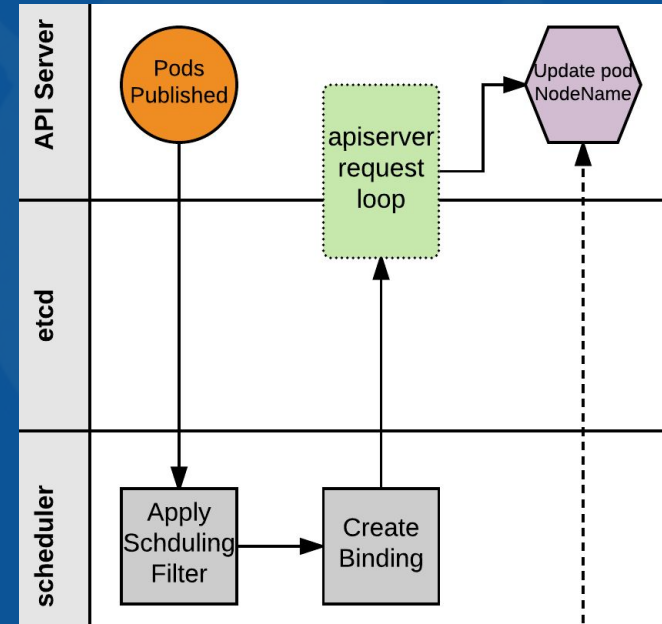 API Server
Pods
Published
apiserver
request
loop
Update pod
NodeName
etcd
scheduler
Apply
Schduling
Filter
Create
Binding